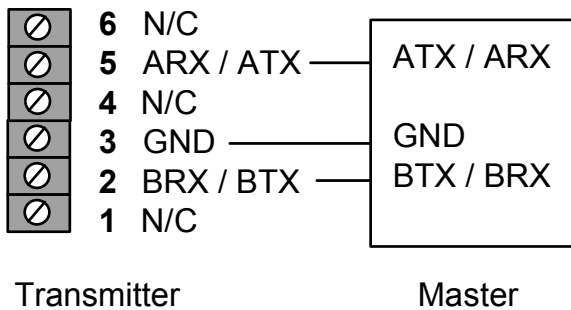 6 N/C
5 ARX / ATX ATX / ARX
4 N/C
3 GND GND
2 BRX / BTX BTX / BRX
1 N/C
Transmitter Master